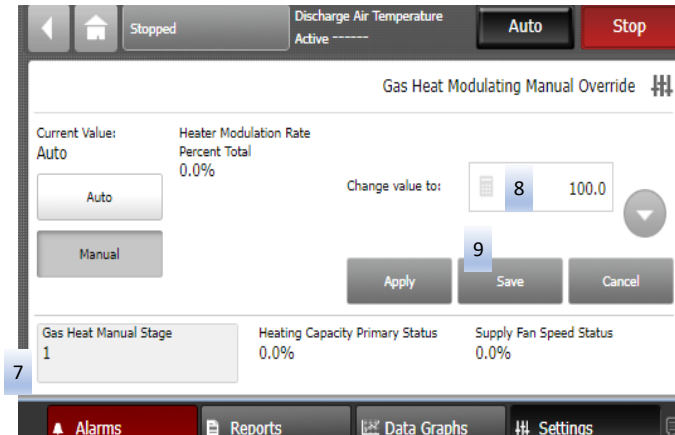 Stopped
Discharge Air Temperature
Active ------
Auto
Stop
Gas Heat Modulating Manual Override
Current Value:
Auto
Heater Modulation Rate
Percent Total
0.0%
Auto
Manual
Change value to:
8
100.0
9
Apply
Save
Cancel
Gas Heat Manual Stage
1
Heating Capacity Primary Status
0.0%
Supply Fan Speed Status
0.0%
7
Alarms
Reports
Data Graphs
Settings